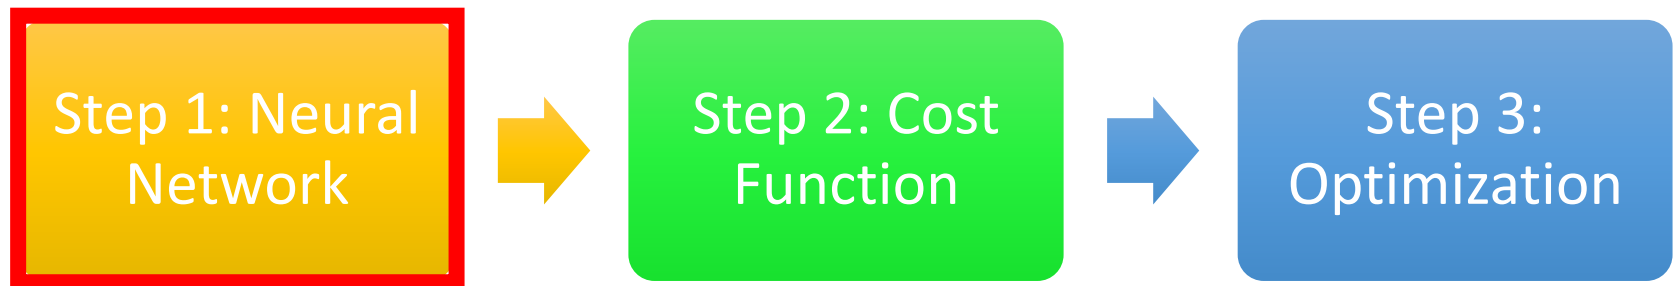 Step 1: Neural
Network
Step 2: Cost
Function
Step 3:
Optimization